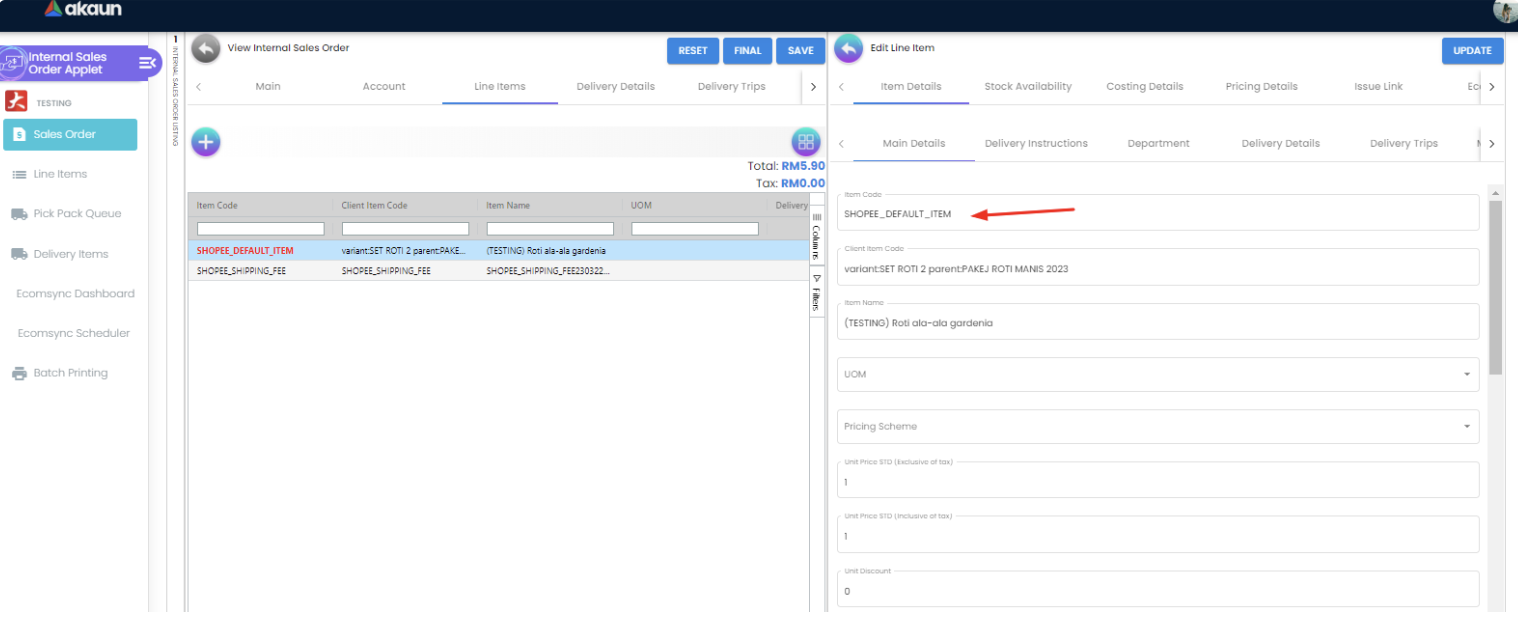 akaun
Internal Sales
Order Applet
TESTING
Sales Order
Line Items
Pick Pack Queue
Delivery Items
Ecomsync Dashboard
Ecomsync Scheduler
Batch Printing
1 INTERNAL SALES ORDER LISTING
View Internal Sales Order
RESET FINAL SAVE
Main Account Line Items Delivery Details Delivery Trips
Total: RM5.90
Tax: RM0.00
Item Code Client Item Code Item Name UOM Delivery
SHOPEE_DEFAULT_ITEM variant:SET ROTI 2 parent:PAKE... (TESTING) Roti ala-ala gardenia
SHOPEE_SHIPPING_FEE SHOPEE_SHIPPING_FEE SHOPEE_SHIPPING_FEE230322...
Columns
Filters
Edit Line Item
UPDATE
Item Details Stock Availability Costing Details Pricing Details Issue Link
Main Details Delivery Instructions Department Delivery Details Delivery Trips
Item Code
SHOPEE_DEFAULT_ITEM
Client Item Code
variant:SET ROTI 2 parent:PAKEJ ROTI MANIS 2023
Item Name
(TESTING) Roti ala-ala gardenia
UOM
Pricing Scheme
Unit Price STD (Exclusive of tax)
1
Unit Price STD (Inclusive of tax)
1
Unit Discount
0